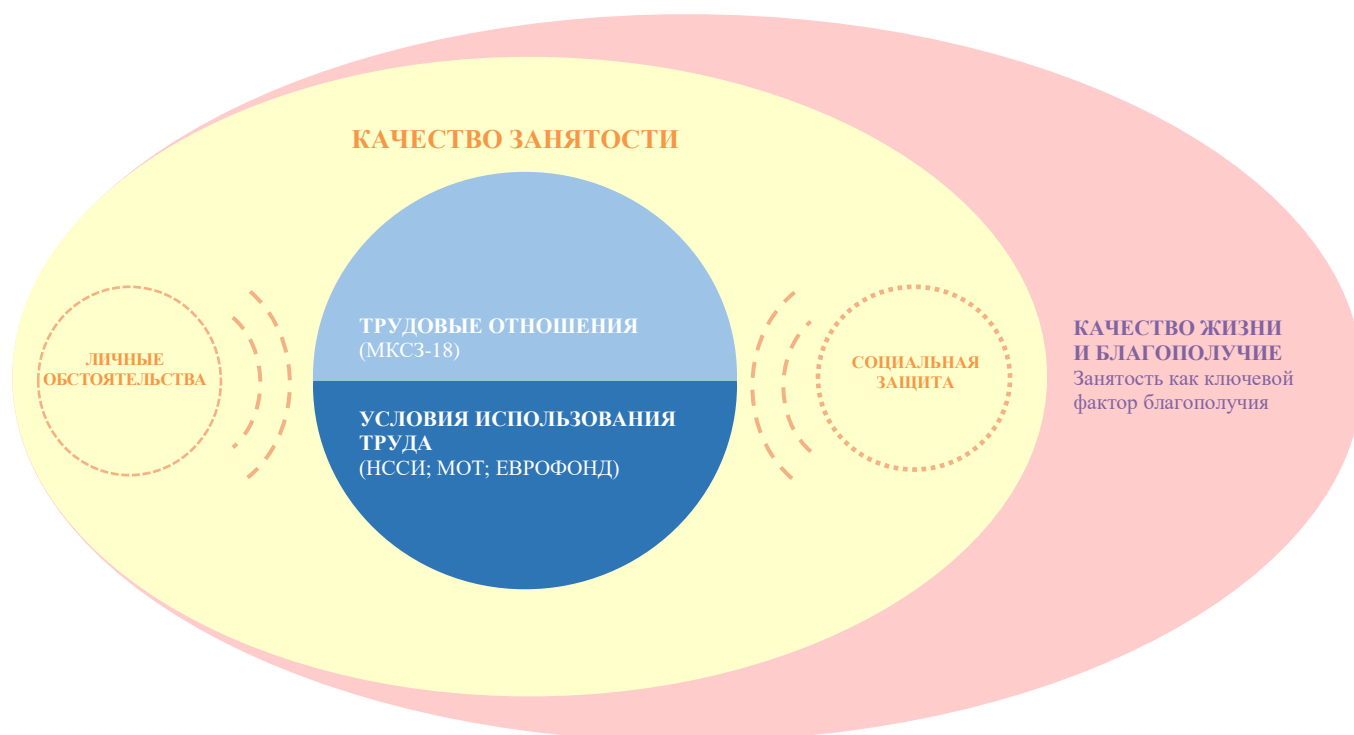 КАЧЕСТВО ЗАНЯТОСТИ
ТРУДОВЫЕ ОТНОШЕНИЯ
(МКСЗ-18)
УСЛОВИЯ ИСПОЛЬЗОВАНИЯ
ТРУДА
(НССИ; МОТ; ЕВРОФОНД)
ЛИЧНЫЕ
ОБСТОЯТЕЛЬСТВА
СОЦИАЛЬНАЯ
ЗАЩИТА
КАЧЕСТВО ЖИЗНИ
И БЛАГОПОЛУЧИЕ
Занятость как ключевой
фактор благополучия